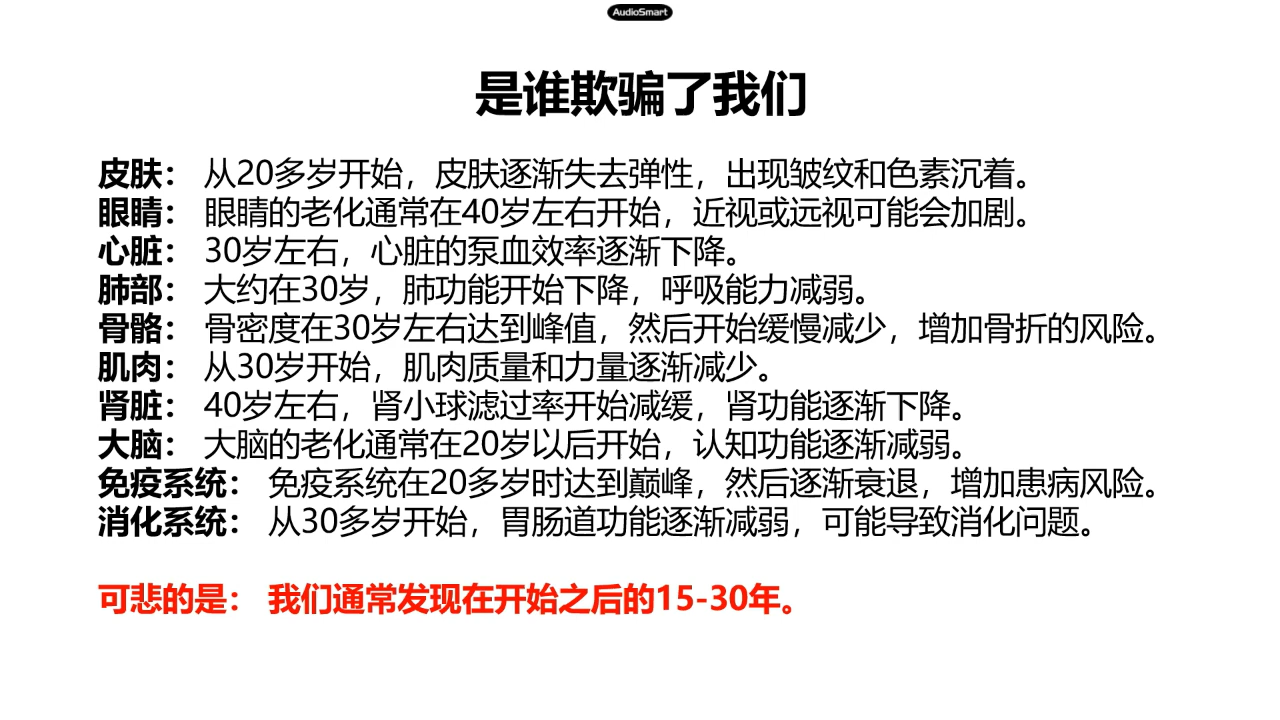 AudioSmart
是谁欺骗了我们
皮肤： 从20多岁开始，皮肤逐渐失去弹性，出现皱纹和色素沉着。
眼睛： 眼睛的老化通常在40岁左右开始，近视或远视可能会加剧。
心脏： 30岁左右，心脏的泵血效率逐渐下降。
肺部： 大约在30岁，肺功能开始下降，呼吸能力减弱。
骨骼： 骨密度在30岁左右达到峰值，然后开始缓慢减少，增加骨折的风险。
肌肉： 从30岁开始，肌肉质量和力量逐渐减少。
肾脏： 40岁左右，肾小球滤过率开始减缓，肾功能逐渐下降。
大脑： 大脑的老化通常在20岁以后开始，认知功能逐渐减弱。
免疫系统： 免疫系统在20多岁时达到巅峰，然后逐渐衰退，增加患病风险。
消化系统： 从30多岁开始，胃肠道功能逐渐减弱，可能导致消化问题。
可悲的是： 我们通常发现在开始之后的15-30年。